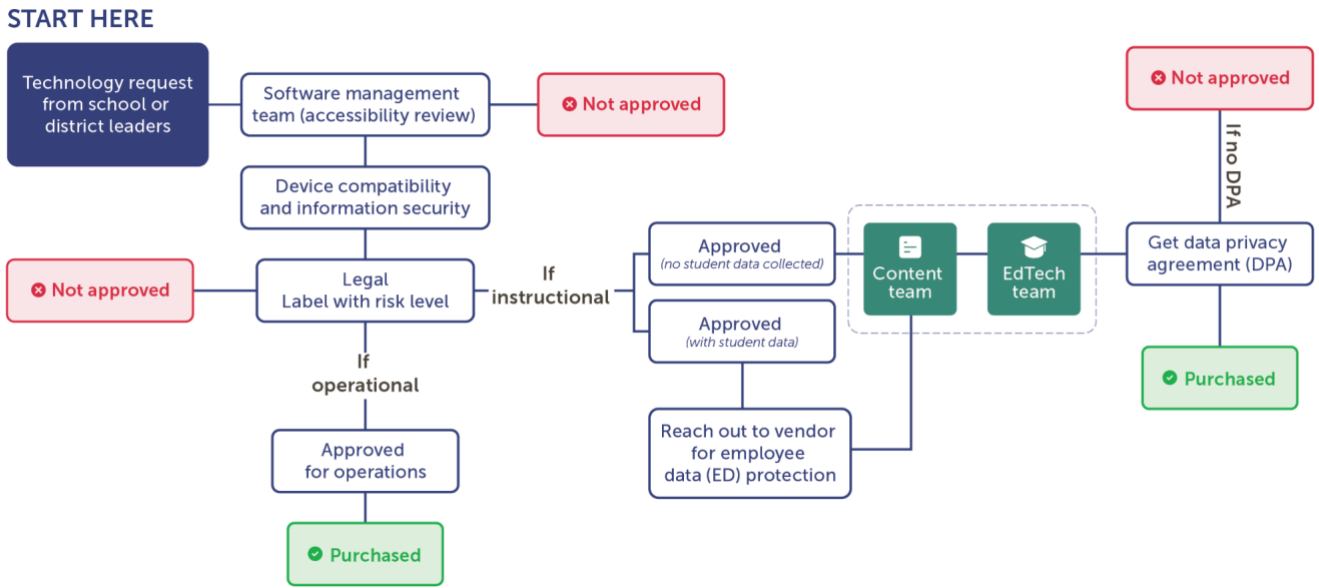 START HERE
Technology request
from school or
district leaders
Software management
team (accessibility review)
Not approved
Device compatibility
and information security
Not approved
Legal
Label with risk level
If
instructional
If
operational
Approved
for operations
Purchased
Approved
(no student data collected)
Approved
(with student data)
Reach out to vendor
for employee
data (ED) protection
Content
team
EdTech
team
Get data privacy
agreement (DPA)
If no DPA
Not approved
Purchased